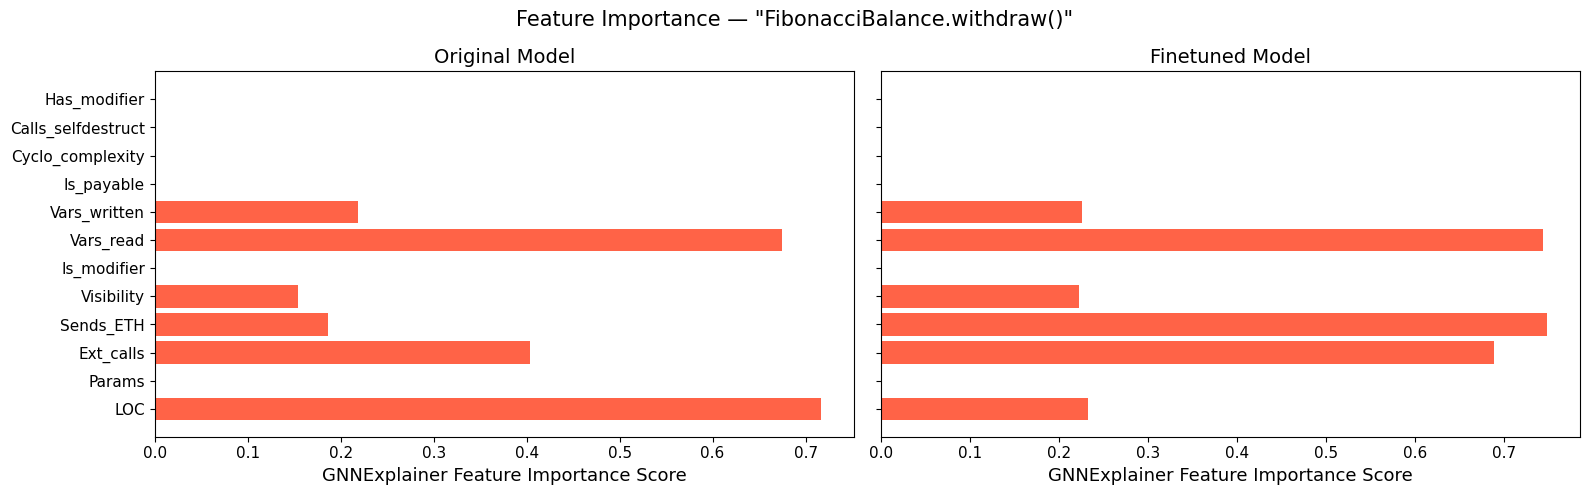 Feature Importance — "FibonacciBalance.withdraw()"
Original Model
Finetuned Model
Has_modifier
Calls_selfdestruct
Cyclo_complexity
Is_payable
Vars_written
Vars_read
Is_modifier
Visibility
Sends_ETH
Ext_calls
Params
LOC
0.0 0.1 0.2 0.3 0.4 0.5 0.6 0.7
0.0 0.1 0.2 0.3 0.4 0.5 0.6 0.7
GNNExplainer Feature Importance Score
GNNExplainer Feature Importance Score